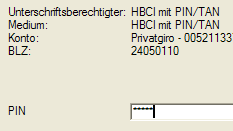 Unterschriftsberechtigter: HBCI mit PIN/TAN
Medium: HBCI mit PIN/TAN
Konto: Privatgiro - 00521133
BLZ: 24050110
PIN *****